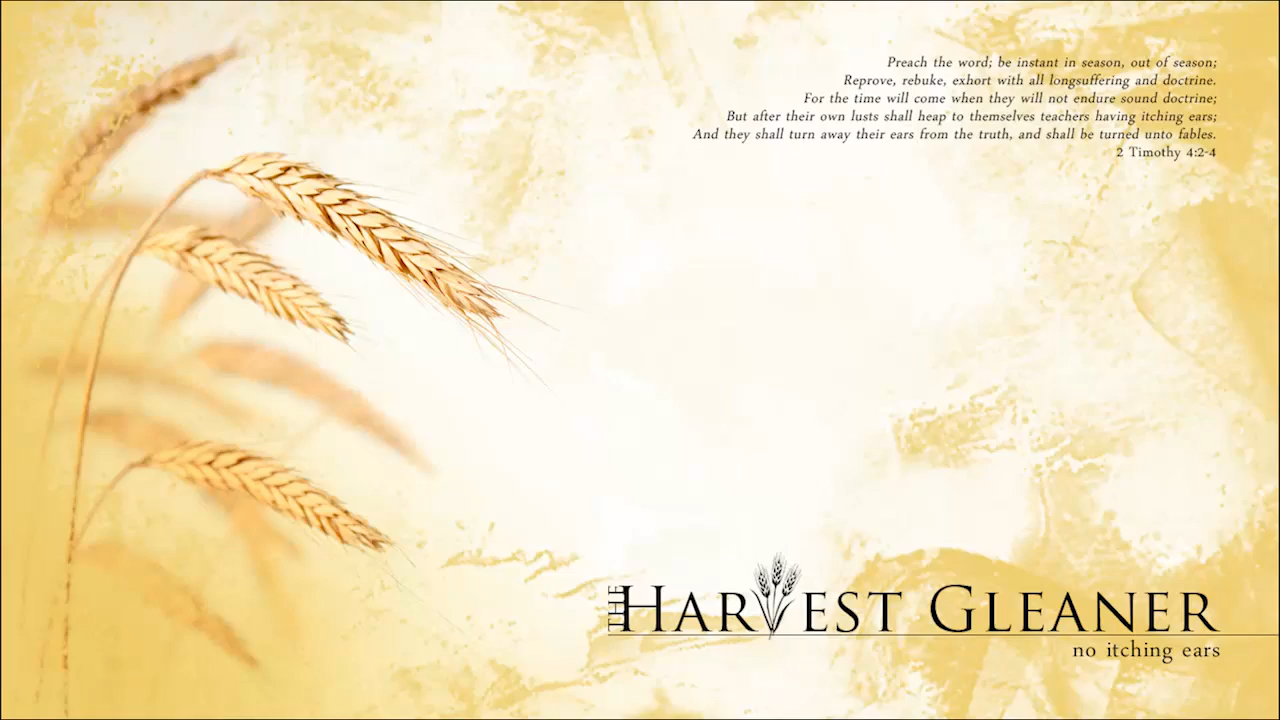 Preach the word; be instant in season, out of season;
Reprove, rebuke, exhort with all longsuffering and doctrine.
For the time will come when they will not endure sound doctrine;
But after their own lusts shall heap to themselves teachers having itching ears;
And they shall turn away their ears from the truth, and shall be turned unto fables.
2 Timothy 4:2-4
THE HARVEST GLEANER
no itching ears